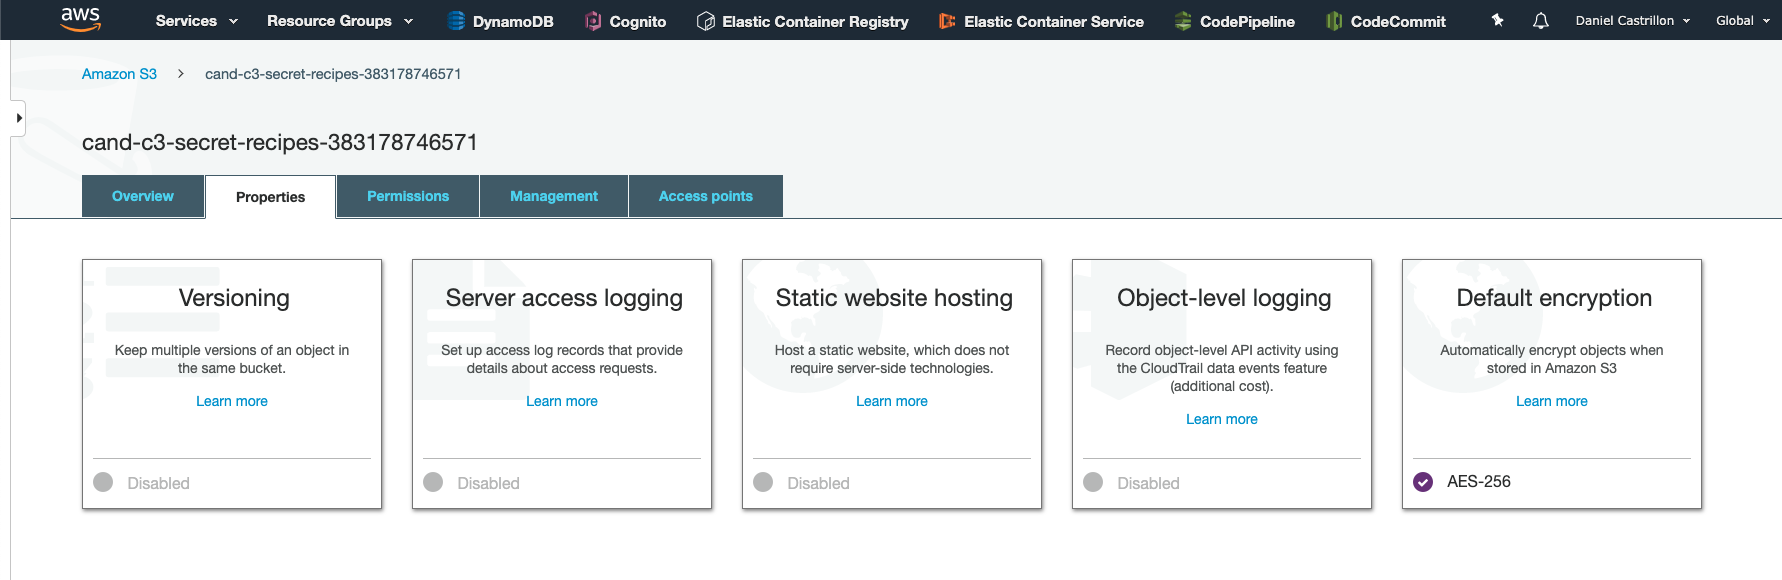 aws Services Resource Groups DynamoDB Cognito Elastic Container Registry Elastic Container Service CodePipeline CodeCommit Daniel Castrillon Global
Amazon S3 > cand-c3-secret-recipes-383178746571
cand-c3-secret-recipes-383178746571
Overview Properties Permissions Management Access points
Versioning
Keep multiple versions of an object in
the same bucket.
Learn more
Disabled
Server access logging
Set up access log records that provide
details about access requests.
Learn more
Disabled
Static website hosting
Host a static website, which does not
require server-side technologies.
Learn more
Disabled
Object-level logging
Record object-level API activity using
the CloudTrail data events feature
(additional cost).
Learn more
Disabled
Default encryption
Automatically encrypt objects when
stored in Amazon S3
Learn more
AES-256